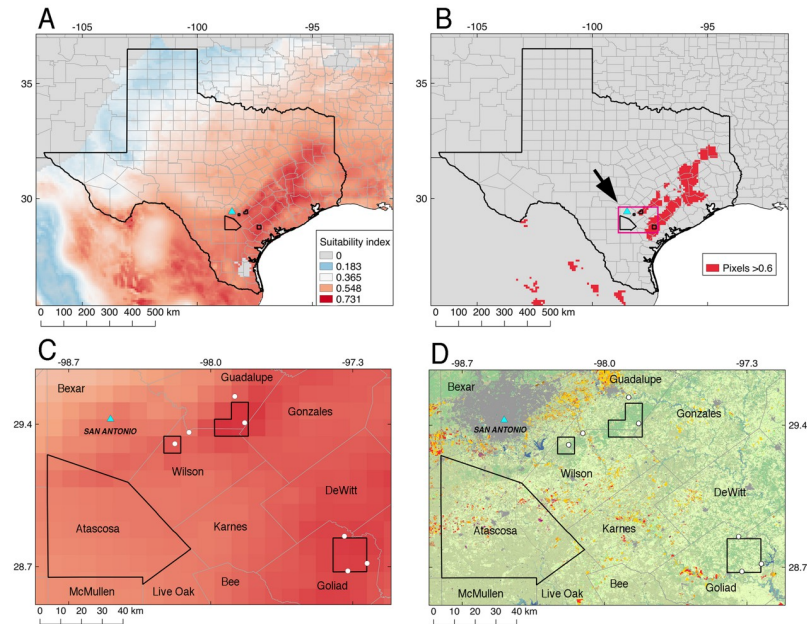 A
-105
-100
-95
35
30
Suitability index
0
0.183
0.365
0.548
0.731
0 100 200 300 400 500 km
B
-105
-100
-95
35
30
Pixels >0.6
0 100 200 300 400 500 km
C
-98.7
-98.0
-97.3
29.4
28.7
Bexar
Guadalupe
Gonzales
SAN ANTONIO
Wilson
DeWitt
Atascosa
Karnes
Bee
Goliad
McMullen
Live Oak
0 10 20 30 40 km
D
-98.7
-98.0
-97.3
29.4
28.7
Bexar
Guadalupe
Gonzales
SAN ANTONIO
Wilson
DeWitt
Atascosa
Karnes
Bee
Goliad
McMullen
Live Oak
0 10 20 30 40 km